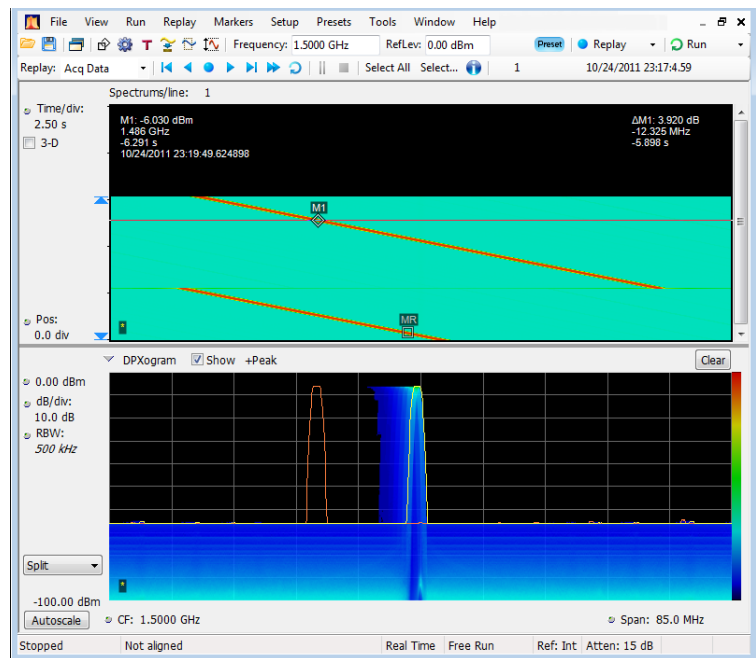 File View Run Replay Markers Setup Presets Tools Window Help
T Frequency: 1.5000 GHz RefLev: 0.00 dBm Preset Replay Run
Replay: Acq Data Select All Select... 1 10/24/2011 23:17:4.59
Spectrums/line: 1
Time/div:
2.50 s
3-D
M1: -6.030 dBm
1.486 GHz
-6.291 s
10/24/2011 23:19:49.624898
ΔM1: 3.920 dB
-12.325 MHz
-5.898 s
M1
MR
Pos:
0.0 div
DPXogram Show +Peak Clear
0.00 dBm
dB/div:
10.0 dB
RBW:
500 kHz
Split
-100.00 dBm
Autoscale CF: 1.5000 GHz Span: 85.0 MHz
Stopped Not aligned Real Time Free Run Ref: Int Atten: 15 dB